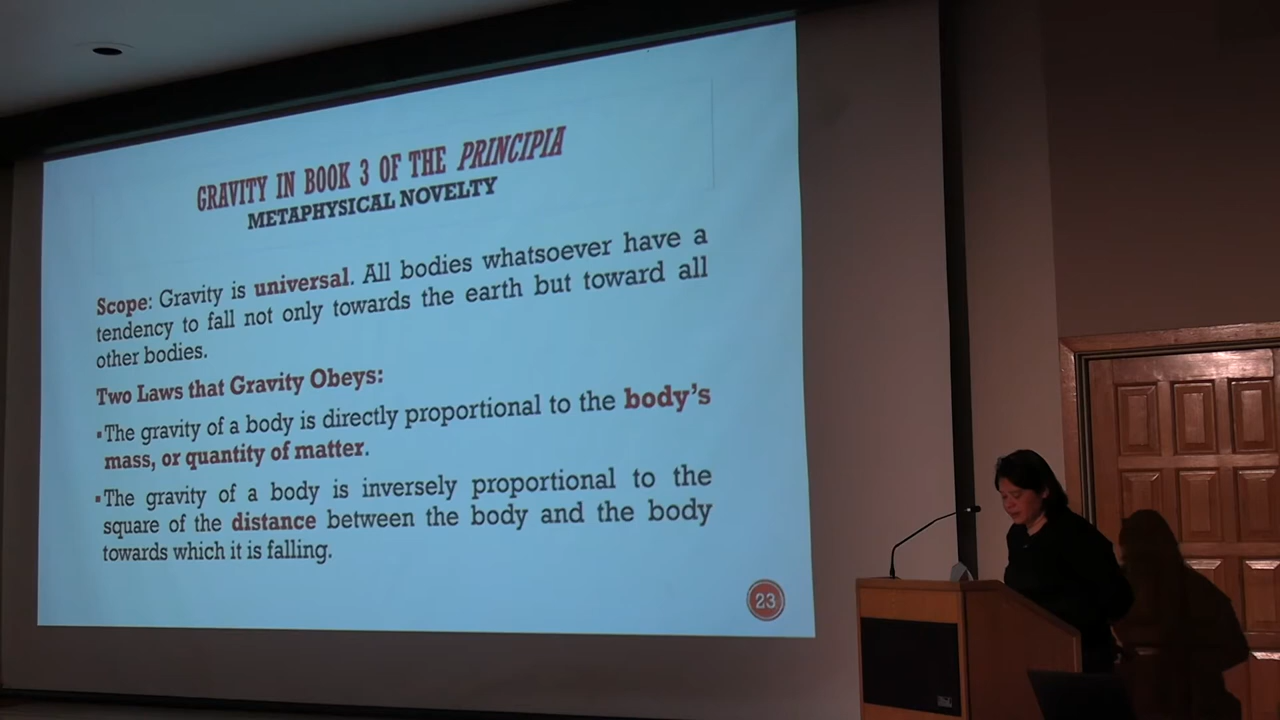 GRAVITY IN BOOK 3 OF THE PRINCIPIA
METAPHYSICAL NOVELTY
Scope: Gravity is universal. All bodies whatsoever have a
tendency to fall not only towards the earth but toward all
other bodies.
Two Laws that Gravity Obeys:
▪The gravity of a body is directly proportional to the body's
mass, or quantity of matter.
▪The gravity of a body is inversely proportional to the
square of the distance between the body and the body
towards which it is falling.
23